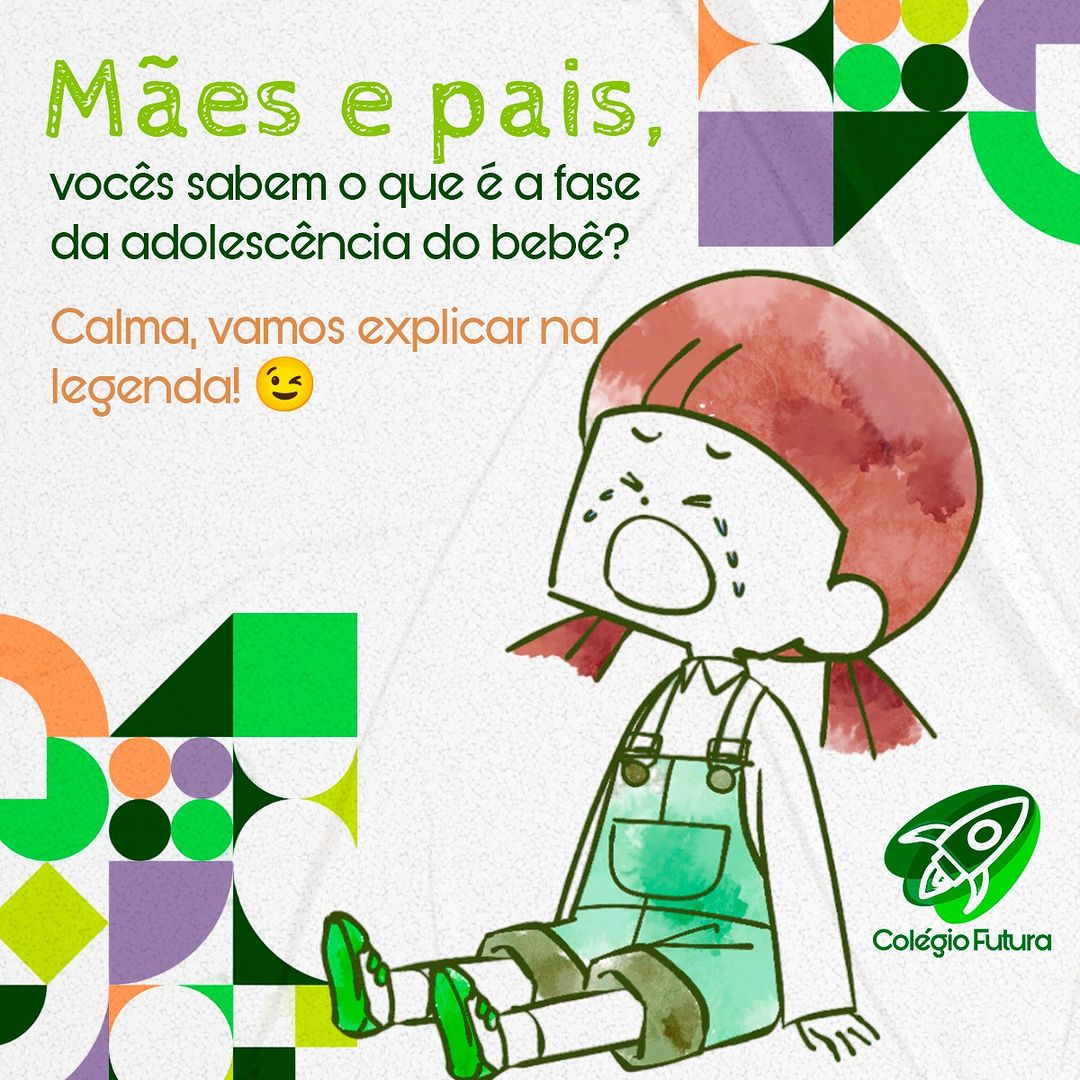 Mães e pais,
vocês sabem o que é a fase
da adolescência do bebê?
Calma, vamos explicar na
legenda! 😉
Colégio Futura